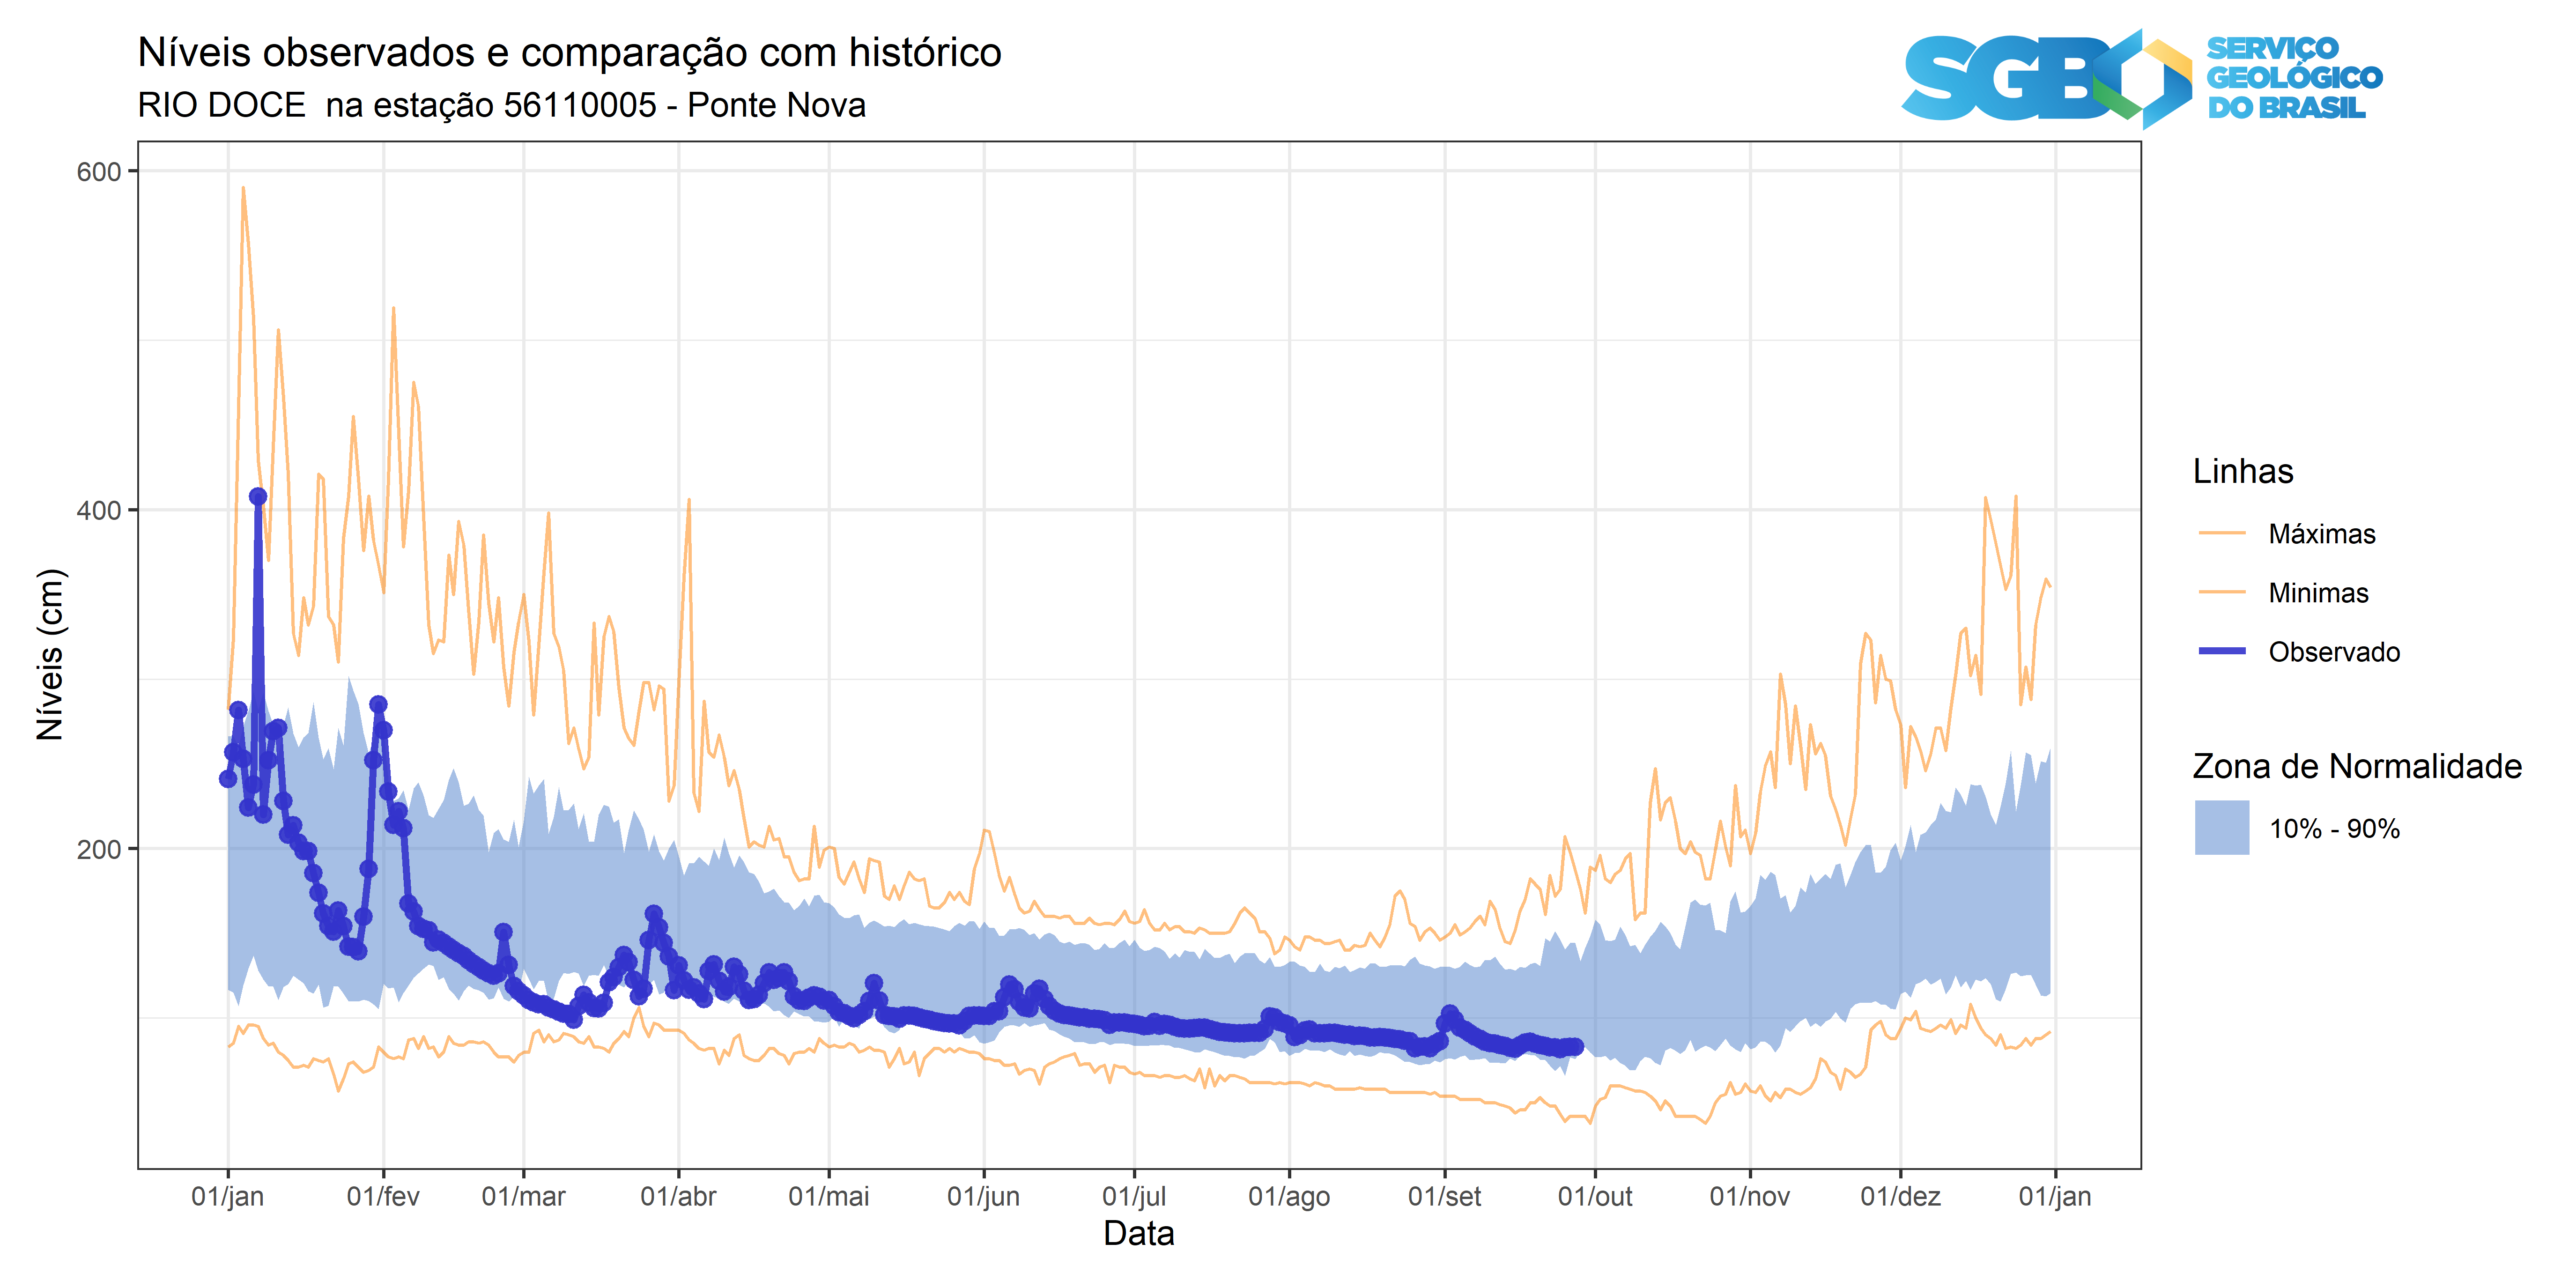 Níveis observados e comparação com histórico
RIO DOCE  na estação 56110005 - Ponte Nova
SGB
SERVIÇO
GEOLÓGICO
DO BRASIL
600
400
200
Níveis (cm)
01/jan 01/fev 01/mar 01/abr 01/mai 01/jun 01/jul 01/ago 01/set 01/out 01/nov 01/dez 01/jan
Data
Linhas
Máximas
Minimas
Observado
Zona de Normalidade
10% - 90%